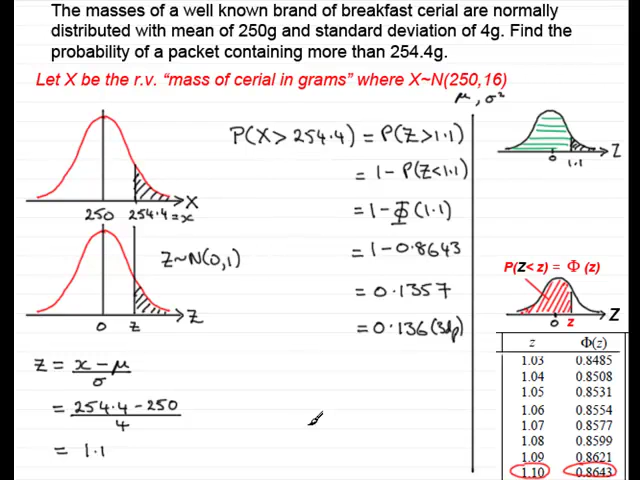 The masses of a well known brand of breakfast cerial are normally
distributed with mean of 250g and standard deviation of 4g. Find the
probability of a packet containing more than 254.4g.
Let X be the r.v. “mass of cerial in grams” where X~N(250,16)
μ, σ²
X
250 254.4=x
Z~N(0,1)
0 z Z
z = x − μ
σ
= 254.4 − 250
4
= 1.1
P(X > 254.4) = P(Z > 1.1)
= 1 − P(Z < 1.1)
= 1 − Φ(1.1)
= 1 − 0.8643
= 0.1357
= 0.136 (3dp)
0 1.1 Z
P(Z< z) = Φ (z)
0 z Z
z Φ(z)
1.03 0.8485
1.04 0.8508
1.05 0.8531
1.06 0.8554
1.07 0.8577
1.08 0.8599
1.09 0.8621
1.10 0.8643